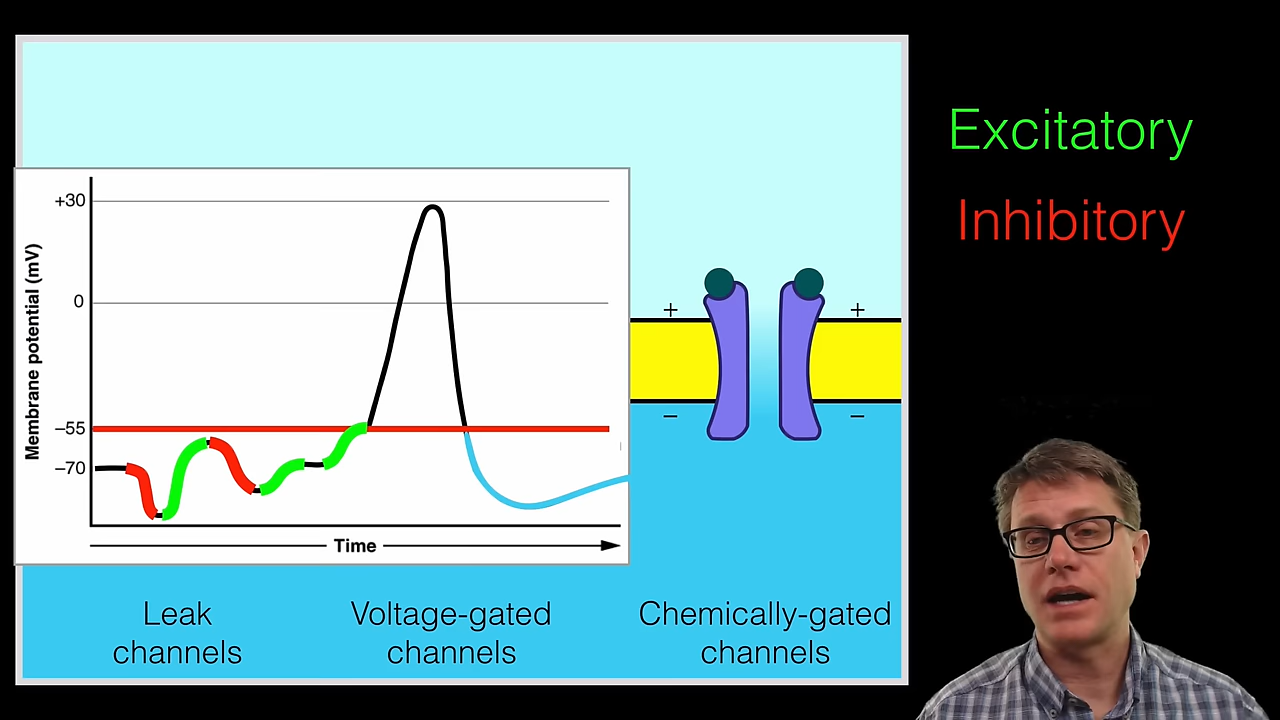 Excitatory
Inhibitory
+30
0
–55
–70
Membrane potential (mV)
Time
+
+
–
–
Leak
channels
Voltage-gated
channels
Chemically-gated
channels